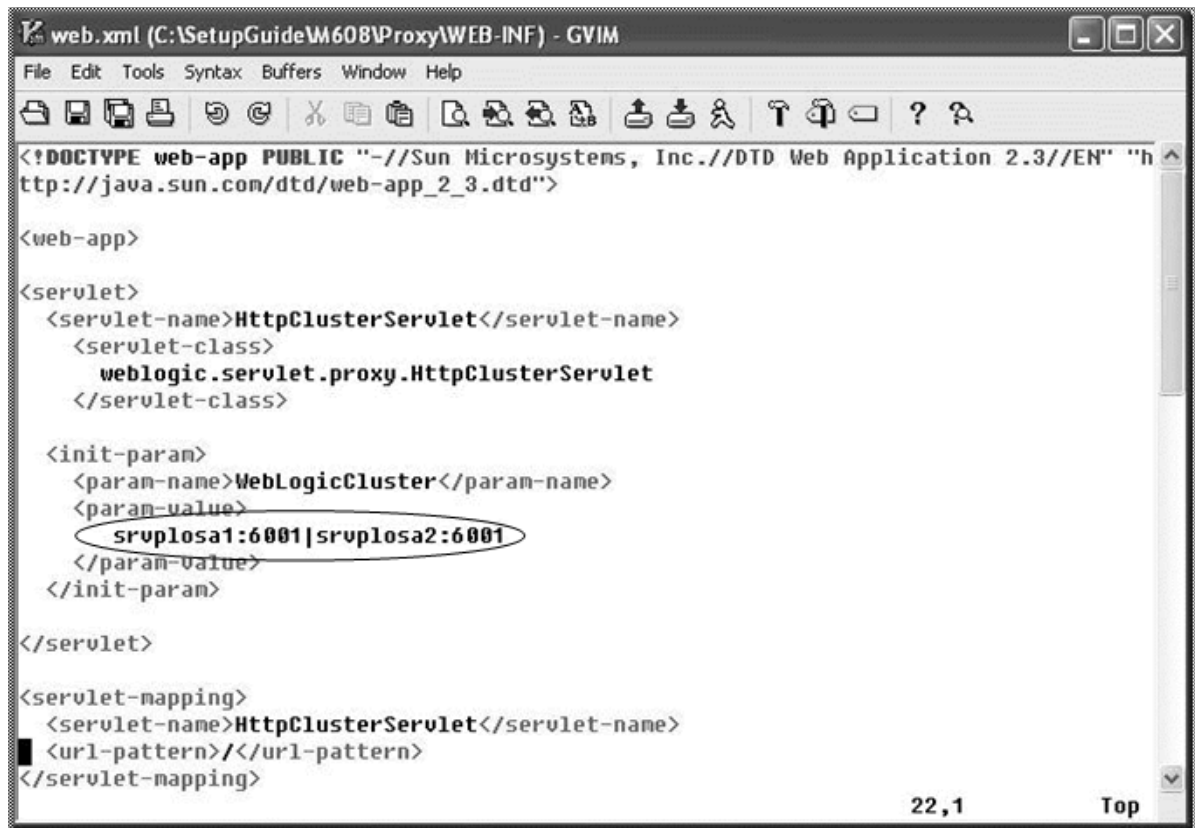 web.xml (C:\SetupGuide\M608\Proxy\WEB-INF) - GVIM
File Edit Tools Syntax Buffers Window Help
<!DOCTYPE web-app PUBLIC "-//Sun Microsystems, Inc.//DTD Web Application 2.3//EN" "h
ttp://java.sun.com/dtd/web-app_2_3.dtd">
<web-app>
<servlet>
<servlet-name>HttpClusterServlet</servlet-name>
<servlet-class>
weblogic.servlet.proxy.HttpClusterServlet
</servlet-class>
<init-param>
<param-name>WebLogicCluster</param-name>
<param-value>
srvplosa1:6001|srvplosa2:6001
</param-value>
</init-param>
</servlet>
<servlet-mapping>
<servlet-name>HttpClusterServlet</servlet-name>
<url-pattern>/</url-pattern>
</servlet-mapping>
22,1 Top